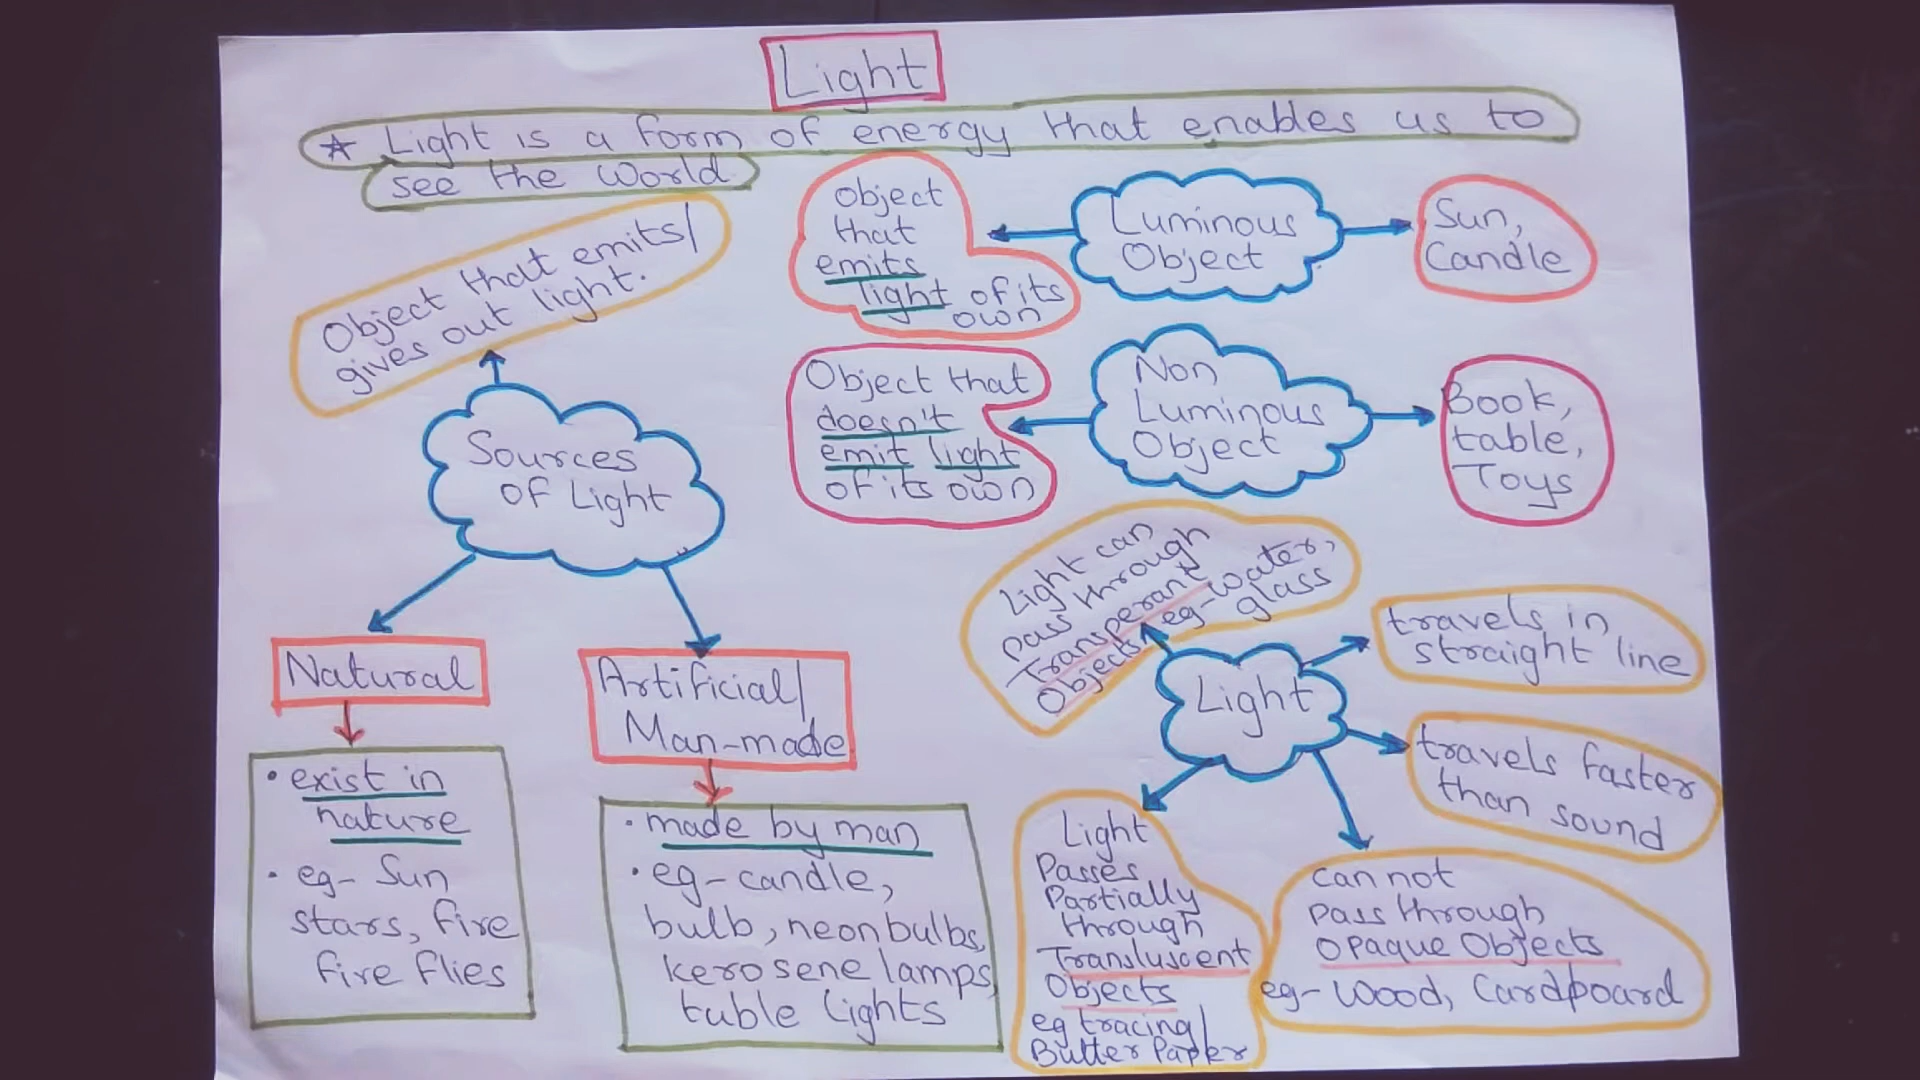 Light
☆ Light is a form of energy that enables us to
see the world
Object that emits/
gives out light.
Sources
of Light
Natural
• exist in
nature
• eg- Sun
stars, fire
fire flies
Artificial/
Man-made
• made by man
• eg-candle,
bulb, neon bulbs,
kerosene lamps,
table lights
Object
that
emits
light of its
own
Luminous
Object
Sun,
Candle
Object that
doesn't
emit light
of its own
Non
Luminous
Object
Book,
table,
Toys
Light can
pass through
Transperant
Objects eg-water,
glass
Light
travels in
straight line
travels faster
than sound
Light
Passes
Partially
through
Transluscent
Objects
eg tracing/
Butter Paper
can not
pass through
opaque Objects
eg- wood, Cardboard